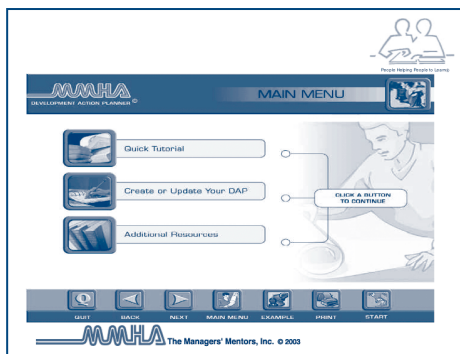 People Helping People to Learn®
MMHA
DEVELOPMENT ACTION PLANNER ©
MAIN MENU
Quick Tutorial
Create or Update Your DAP
Additional Resources
CLICK A BUTTON
TO CONTINUE
Q
QUIT
BACK
NEXT
MAIN MENU
EXAMPLE
PRINT
START
MMHA The Managers' Mentors, Inc. © 2003